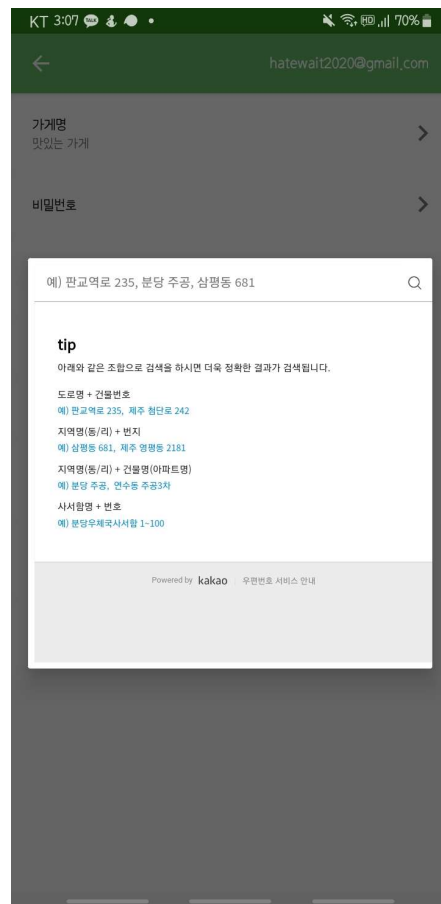 KT 3:07 70%
hatewait2020@gmail.com
가게명
맛있는 가게
비밀번호
예) 판교역로 235, 분당 주공, 삼평동 681
tip
아래와 같은 조합으로 검색을 하시면 더욱 정확한 결과가 검색됩니다.
도로명 + 건물번호
예) 판교역로 235, 제주 첨단로 242
지역명(동/리) + 번지
예) 삼평동 681, 제주 영평동 2181
지역명(동/리) + 건물명(아파트명)
예) 분당 주공, 연수동 주공3차
사서함명 + 번호
예) 분당우체국사서함 1~100
Powered by kakao 우편번호 서비스 안내